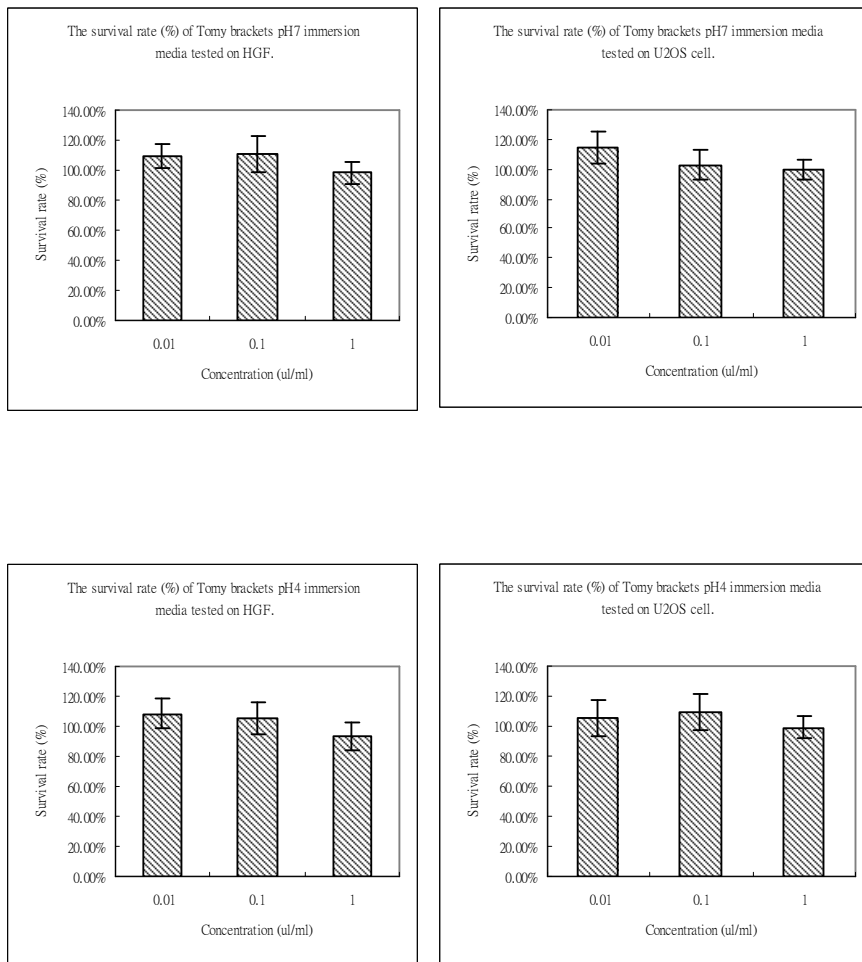 The survival rate (%) of Tomy brackets pH7 immersion
media tested on HGF.
140.00%
120.00%
100.00%
80.00%
60.00%
40.00%
20.00%
0.00%
Survival rate (%)
0.01 0.1 1
Concentration (ul/ml)
The survival rate (%) of Tomy brackets pH7 immersion media
tested on U2OS cell.
140.00%
120.00%
100.00%
80.00%
60.00%
40.00%
20.00%
0.00%
Survival ratre (%)
0.01 0.1 1
Concentration (ul/ml)
The survival rate (%) of Tomy brackets pH4 immersion
media tested on HGF.
140.00%
120.00%
100.00%
80.00%
60.00%
40.00%
20.00%
0.00%
Survival rate (%)
0.01 0.1 1
Concentration (ul/ml)
The survival rate (%) of Tomy brackets pH4 immersion media
tested on U2OS cell.
140.00%
120.00%
100.00%
80.00%
60.00%
40.00%
20.00%
0.00%
Survival rate (%)
0.01 0.1 1
Concentration (ul/ml)